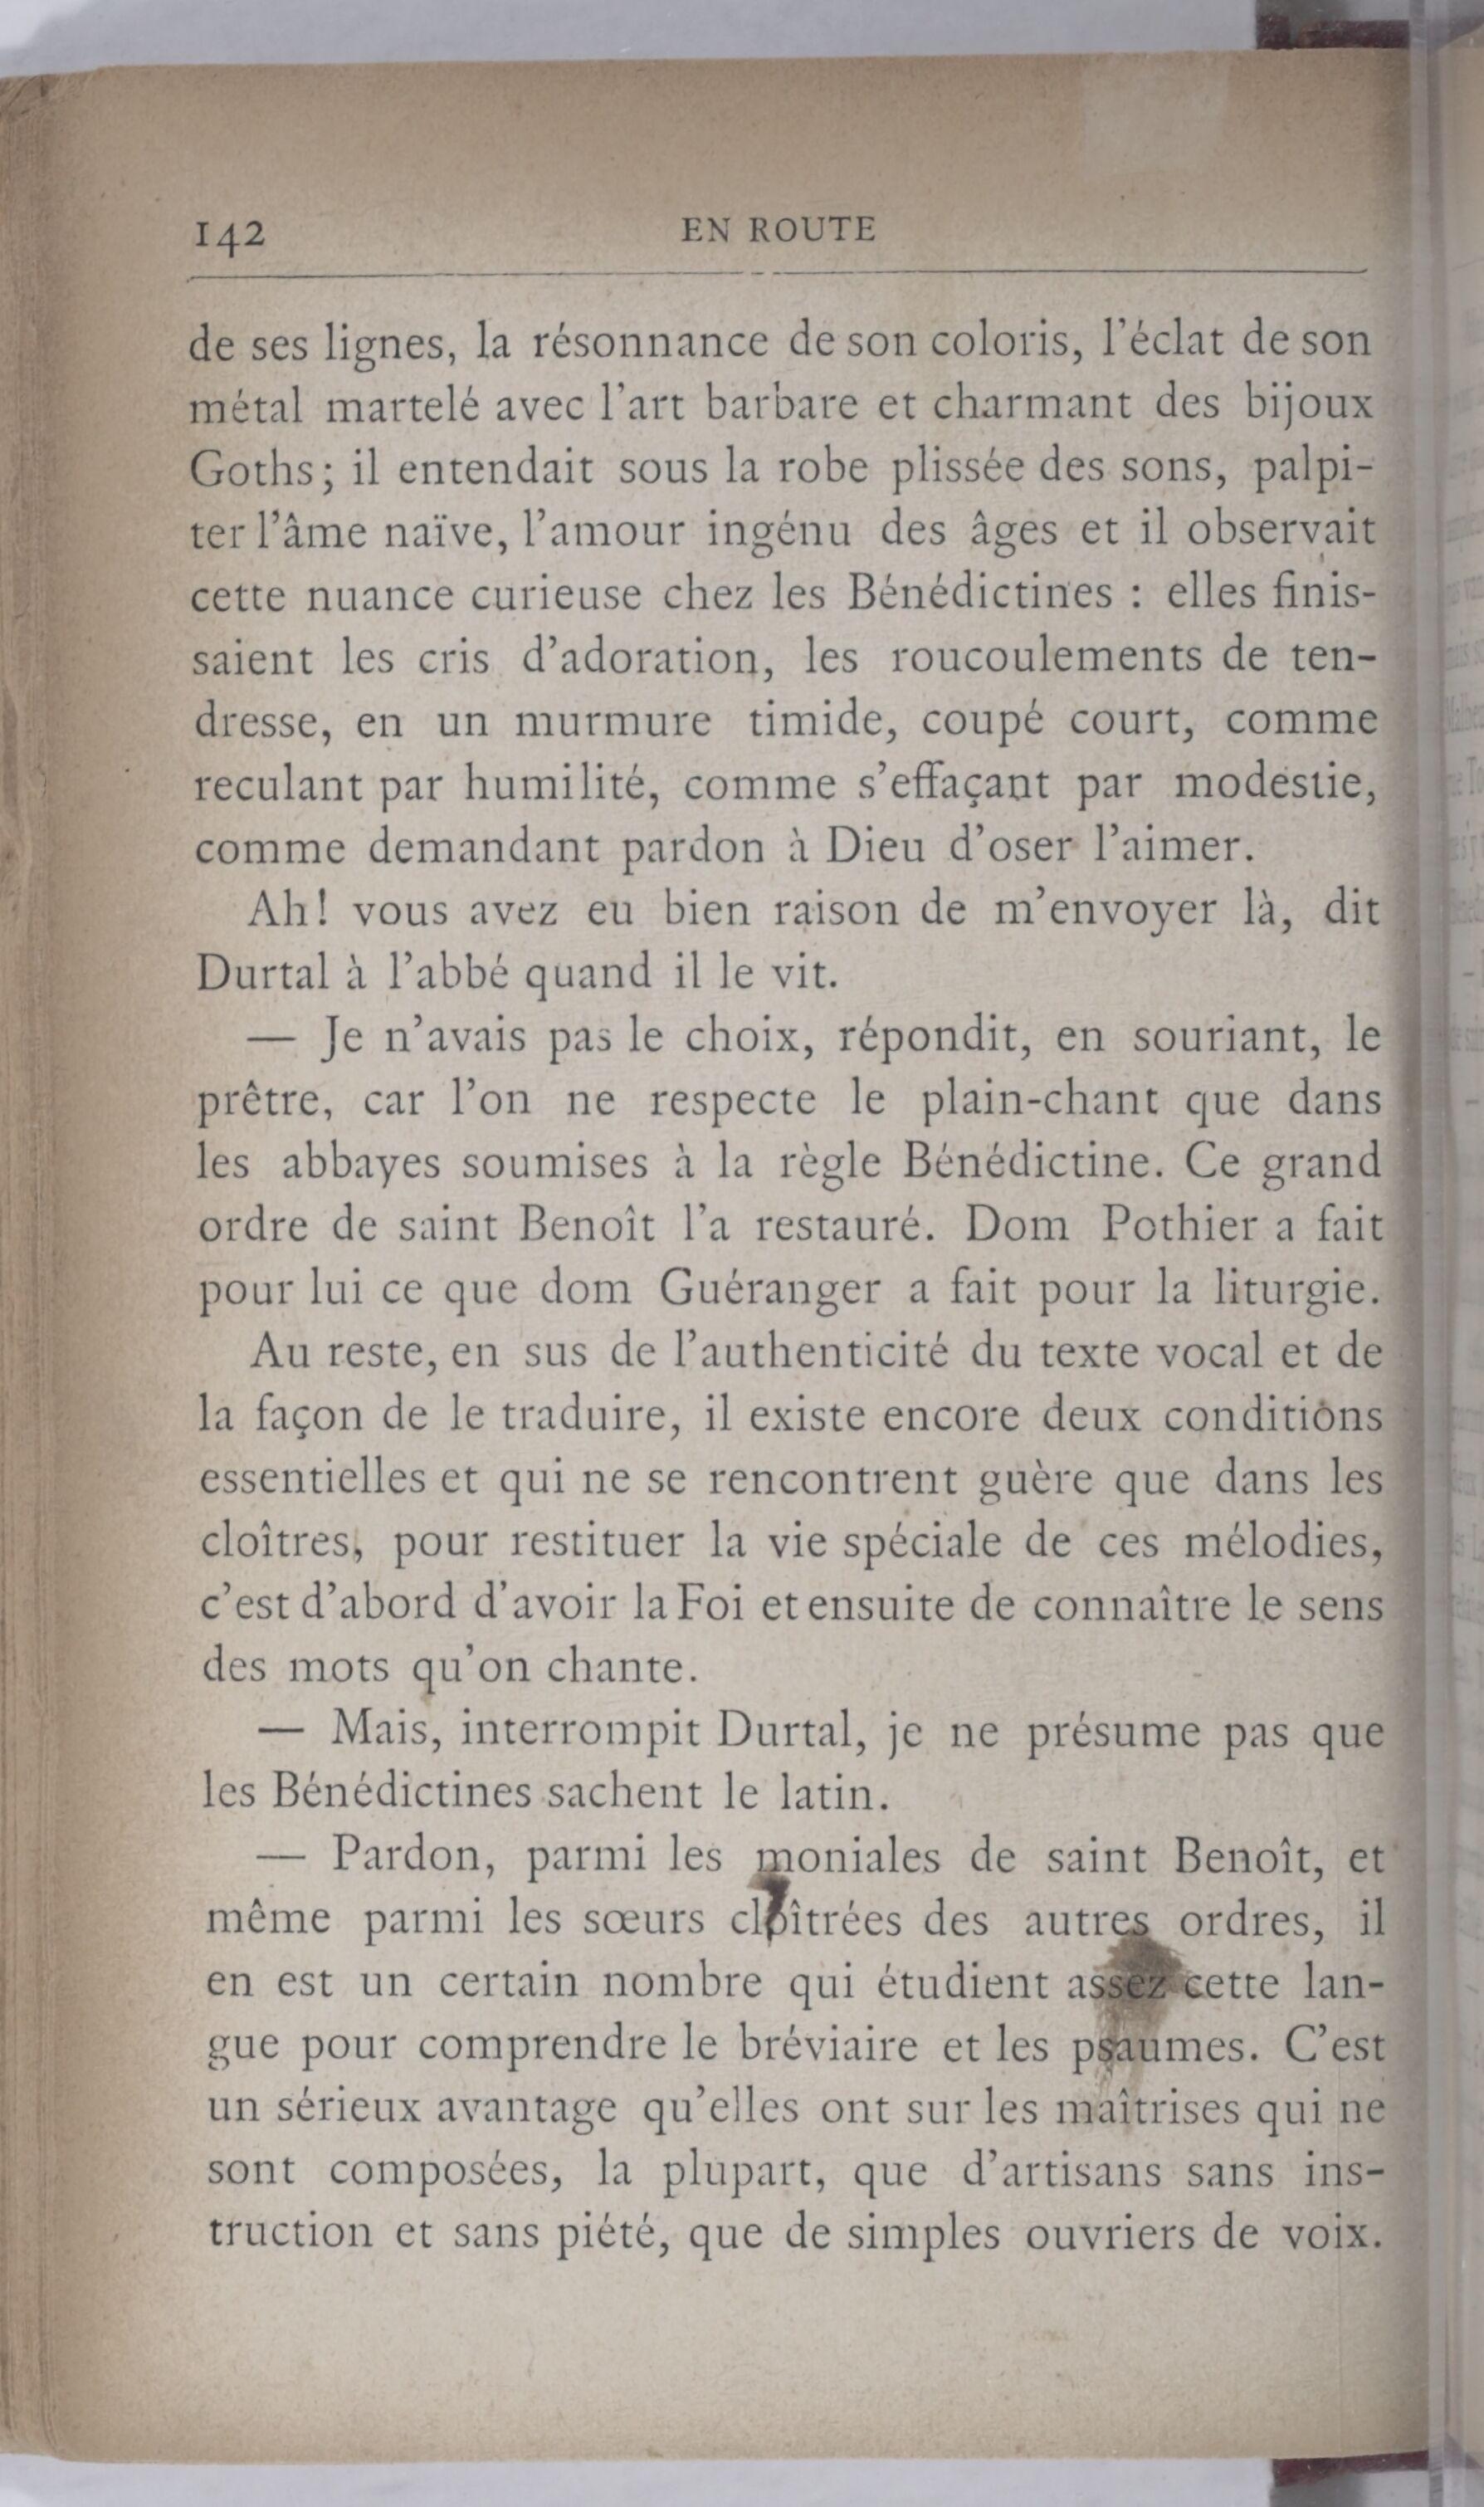 142 EN ROUTE
de ses lignes, la résonnance de son coloris, l'éclat de son
métal martelé avec l'art barbare et charmant des bijoux
Goths; il entendait sous la robe plissée des sons, palpi-
ter l'âme naïve, l'amour ingénu des âges et il observait
cette nuance curieuse chez les Bénédictines : elles finis-
saient les cris d'adoration, les roucoulements de ten-
dresse, en un murmure timide, coupé court, comme
reculant par humilité, comme s'effaçant par modestie,
comme demandant pardon à Dieu d'oser l'aimer.
Ah! vous avez eu bien raison de m'envoyer là, dit
Durtal à l'abbé quand il le vit.
— Je n'avais pas le choix, répondit, en souriant, le
prêtre, car l'on ne respecte le plain-chant que dans
les abbayes soumises à la règle Bénédictine. Ce grand
ordre de saint Benoît l'a restauré. Dom Pothier a fait
pour lui ce que dom Guéranger a fait pour la liturgie.
Au reste, en sus de l'authenticité du texte vocal et de
la façon de le traduire, il existe encore deux conditions
essentielles et qui ne se rencontrent guère que dans les
cloîtres, pour restituer la vie spéciale de ces mélodies,
c'est d'abord d'avoir la Foi et ensuite de connaître le sens
des mots qu'on chante.
— Mais, interrompit Durtal, je ne présume pas que
les Bénédictines sachent le latin.
— Pardon, parmi les moniales de saint Benoît, et
même parmi les sœurs cloîtrées des autres ordres, il
en est un certain nombre qui étudient assez cette lan-
gue pour comprendre le bréviaire et les psaumes. C'est
un sérieux avantage qu'elles ont sur les maîtrises qui ne
sont composées, la plupart, que d'artisans sans ins-
truction et sans piété, que de simples ouvriers de voix.